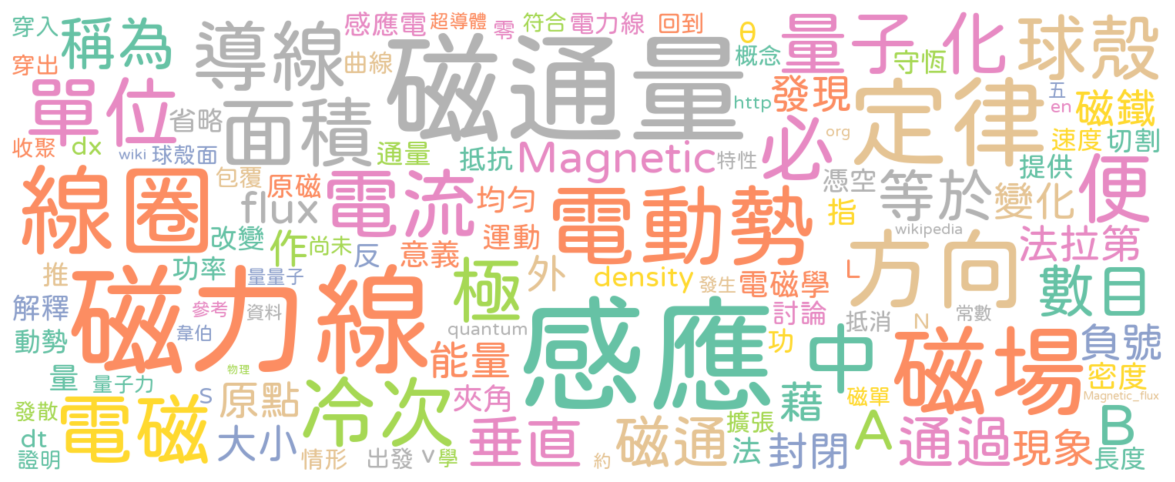 穿入 稱為 導線 感應電 超導體 零 符合 電力線 回到 θ 量子化 球殼
穿出 曲線 磁通量 概念 守恆
單位 省略 面積 http 發現 定律 五 en 磁鐵
收聚 dx wiki 球殼面 通量 抵抗 Magnetic 特性 必 org 速度 切割
線圈 包覆 原磁 電流 flux 均勻 電動勢 憑空 等於 提供 變化 便
改變 作 尚未 反 意義 運動 指 wikipedia 法拉第
推 功率 量量子 極 外 density 發生 電磁學 L 方向 數目
解釋 磁力線 參考 資料 quantum 感應 討論 抵消 N 常數
動勢 韋伯 能量 功 中 磁場 負號
量 量子力 物理 冷次 夾角 藉 磁單 密度
發散 電磁 S 原點 擴張 A Magnetic_flux
dt 大小 垂直 磁通 法 封閉 通過 現象 B
證明 情形 出發 V 學 約 長度